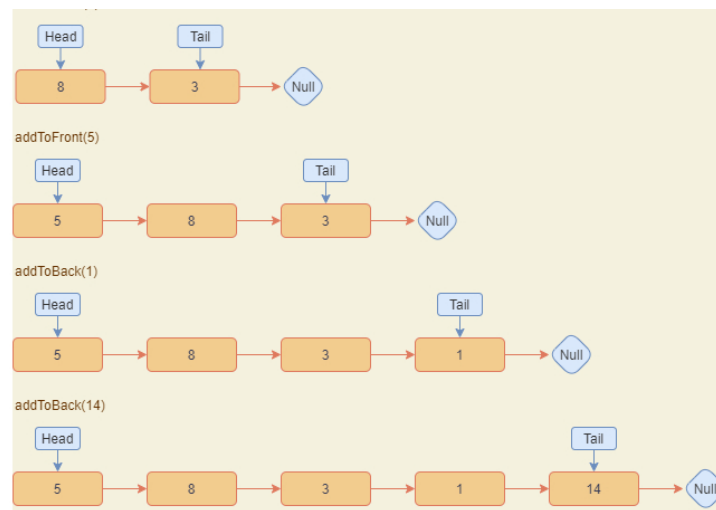 Head Tail
8 3 Null
addToFront(5)
Head Tail
5 8 3 Null
addToBack(1)
Head Tail
5 8 3 1 Null
addToBack(14)
Head Tail
5 8 3 1 14 Null